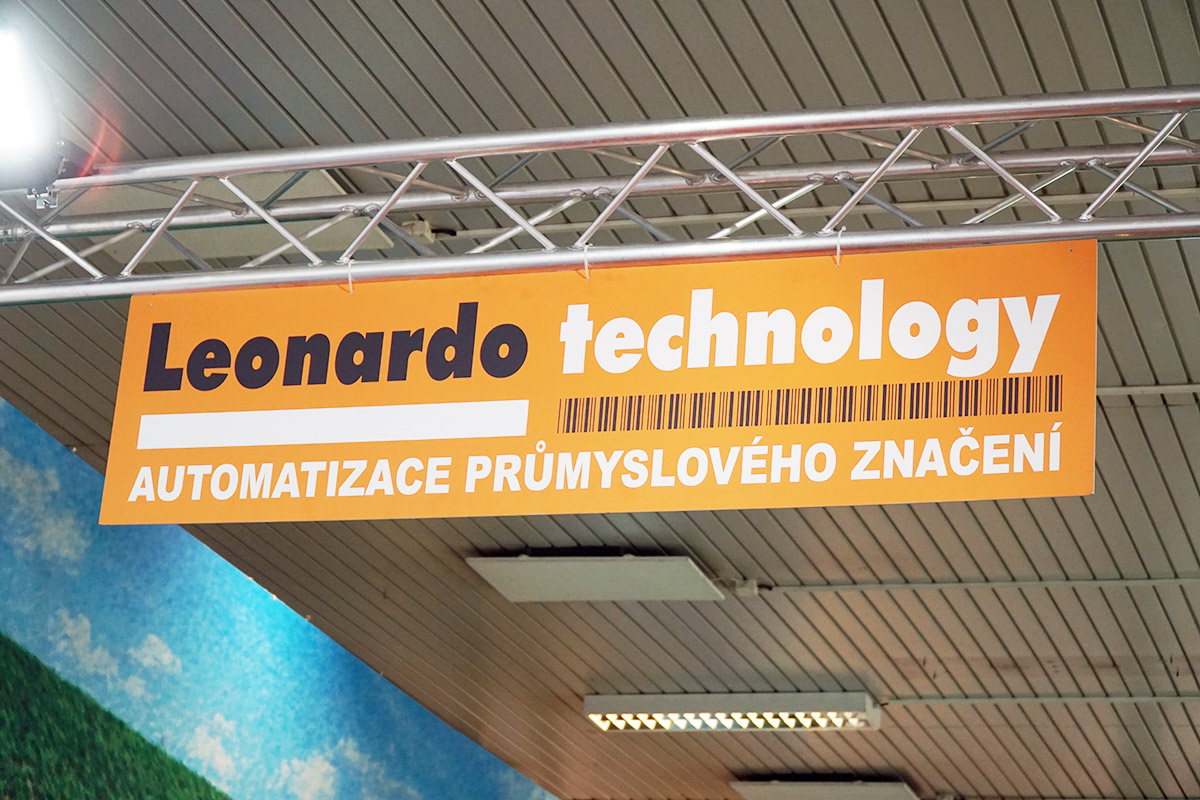 Leonardo technology
AUTOMATIZACE PRŮMYSLOVÉHO ZNAČENÍ